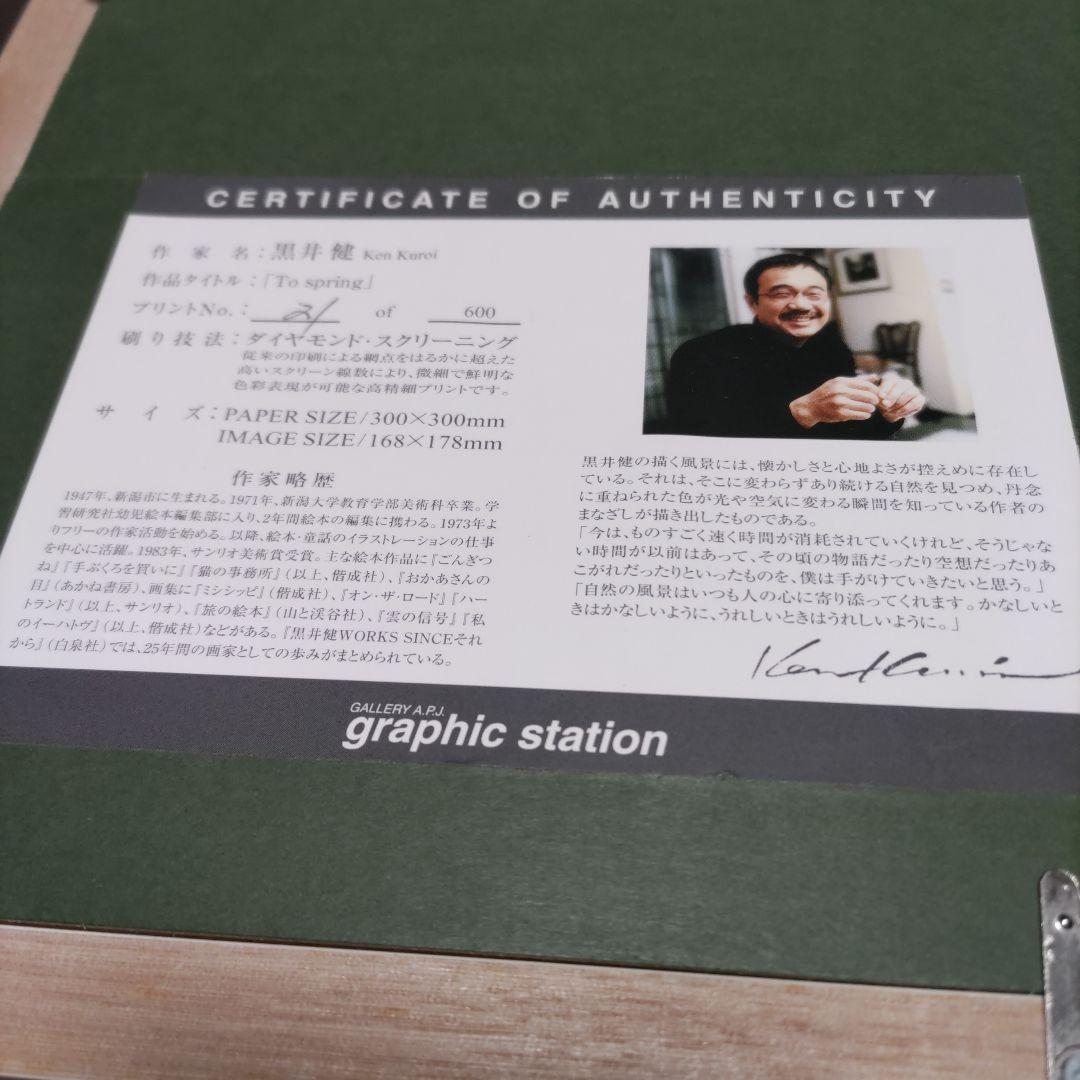 CERTIFICATE OF AUTHENTICITY
作家名：黒井 健 Ken Kuroi
作品タイトル：「To spring」
プリントNo.：21 of 600
刷り技法：ダイヤモンド・スクリーニング
従来の印刷による網点をはるかに超えた
高いスクリーン線数により、微細で鮮明な
色彩表現が可能な高精細プリントです。
サイズ：PAPER SIZE/300×300mm
IMAGE SIZE/168×178mm
作家略歴
1947年、新潟市に生まれる。1971年、新潟大学教育学部美術科卒業。学
習研究社幼児絵本編集部に入り、2年間絵本の編集に携わる。1973年よ
りフリーの作家活動を始める。以降、絵本・童話のイラストレーションの仕事
を中心に活躍。1983年、サンリオ美術賞受賞。主な絵本作品に『ごんぎつ
ね』『手ぶくろを買いに』『猫の事務所』（以上、偕成社）、『おかあさんの
目』（あかね書房）、画集に『ミシシッピ』（偕成社）、『オン・ザ・ロード』『ハー
トランド』（以上、サンリオ）、『旅の絵本』（山と渓谷社）、『雲の信号』『私
のイーハトヴ』（以上、偕成社）などがある。『黒井健WORKS SINCEそれ
から』（白泉社）では、25年間の画家としての歩みがまとめられている。
黒井健の描く風景には、懐かしさと心地よさが控えめに存在し
ている。それは、そこに変わらずあり続ける自然を見つめ、丹念
に重ねられた色が光や空気に変わる瞬間を知っている作者の
まなざしが描き出したものである。
「今は、ものすごく速く時間が消耗されていくけれど、そうじゃな
い時間が以前はあって、その頃の物語だったり空想だったりあ
こがれだったりといったものを、僕は手がけていきたいと思う。」
「自然の風景はいつも人の心に寄り添ってくれます。かなしいと
きはかなしいように、うれしいときはうれしいように。」
Ken Kuroi
GALLERY A.P.J.
graphic station